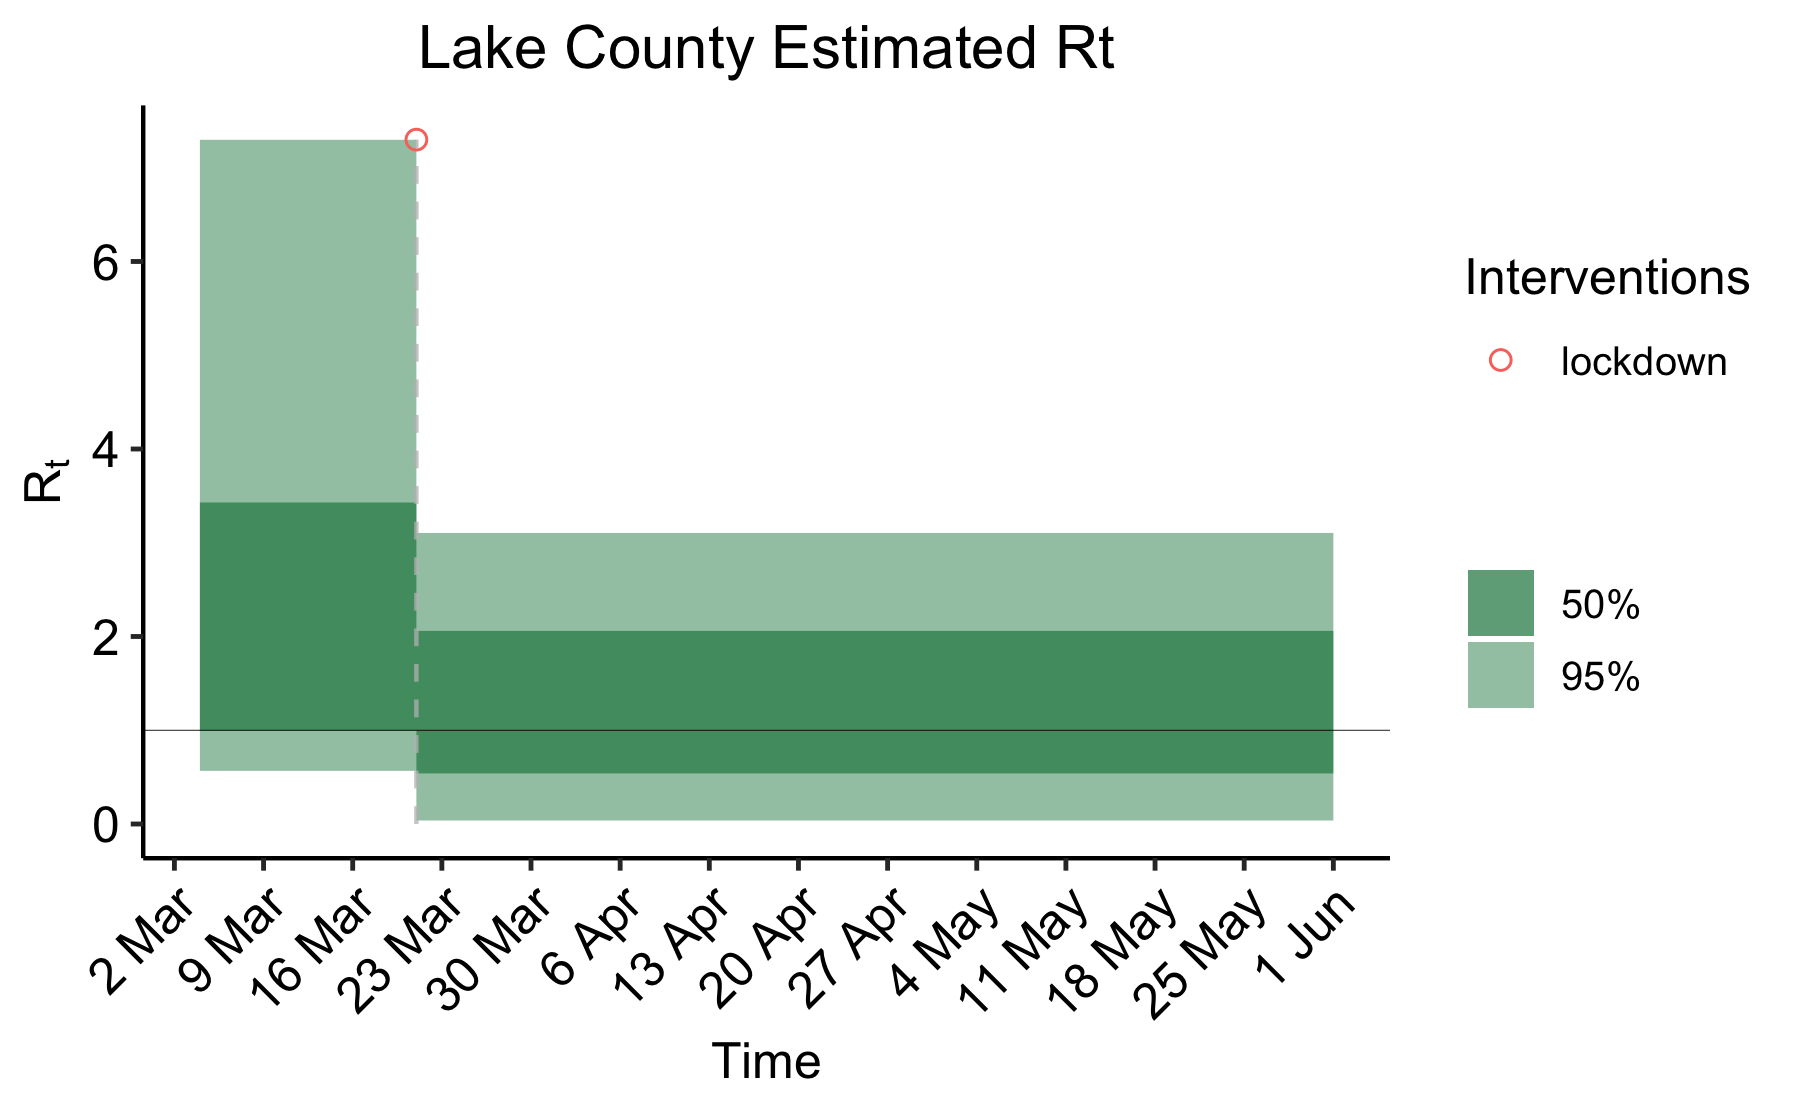 Lake County Estimated Rt
Rt
6
4
2
0
2 Mar
9 Mar
16 Mar
23 Mar
30 Mar
6 Apr
13 Apr
20 Apr
27 Apr
4 May
11 May
18 May
25 May
1 Jun
Time
Interventions
lockdown
50%
95%